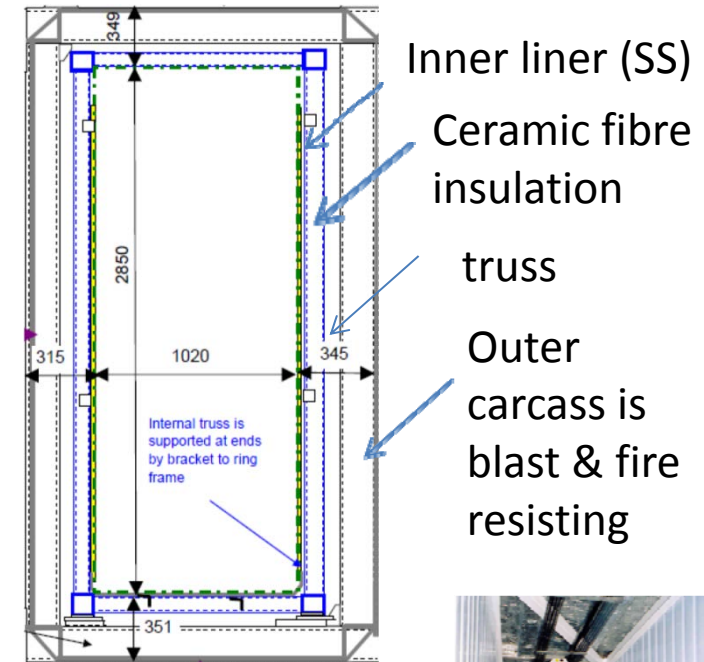 349
Inner liner (SS)
Ceramic fibre
insulation
2850
truss
315
1020
345
Outer
carcass is
blast & fire
resisting
Internal truss is
supported at ends
by bracket to ring
frame
351